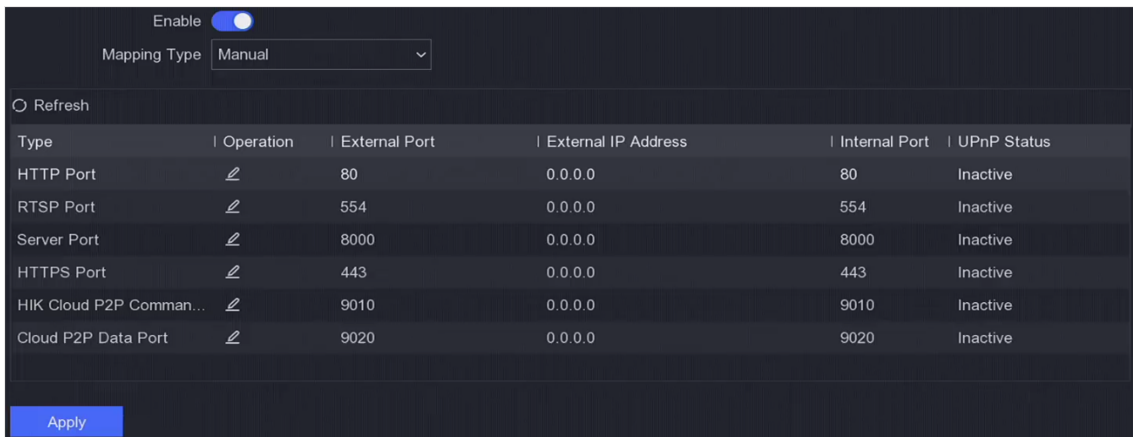 Enable
Mapping Type Manual
Refresh
Type Operation External Port External IP Address Internal Port UPnP Status
HTTP Port 80 0.0.0.0 80 Inactive
RTSP Port 554 0.0.0.0 554 Inactive
Server Port 8000 0.0.0.0 8000 Inactive
HTTPS Port 443 0.0.0.0 443 Inactive
HIK Cloud P2P Comman... 9010 0.0.0.0 9010 Inactive
Cloud P2P Data Port 9020 0.0.0.0 9020 Inactive
Apply